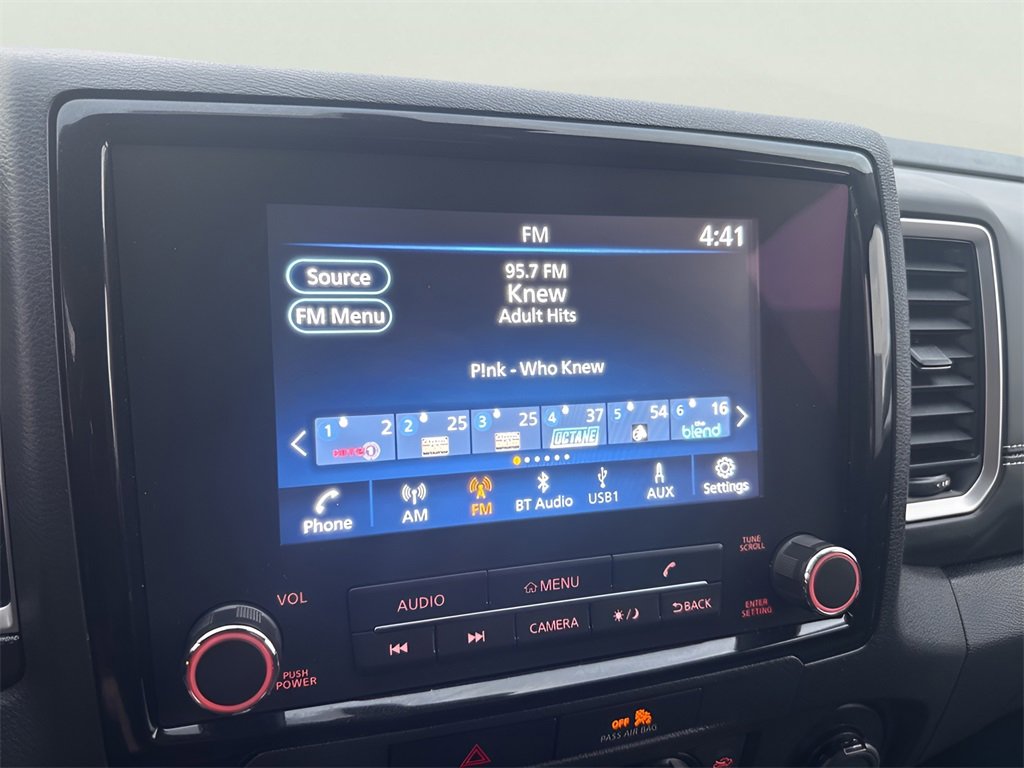 FM 4:41
Source
FM Menu
95.7 FM
Knew
Adult Hits
P!nk - Who Knew
1 2
2 25
3 25
4 37 OCTANE
5 54
6 16 the blend
Phone
AM
FM
BT Audio
USB1
AUX
Settings
VOL
PUSH
POWER
AUDIO
MENU
CAMERA
BACK
TUNE
SCROLL
ENTER
SETTING
OFF
PASS AIR BAG